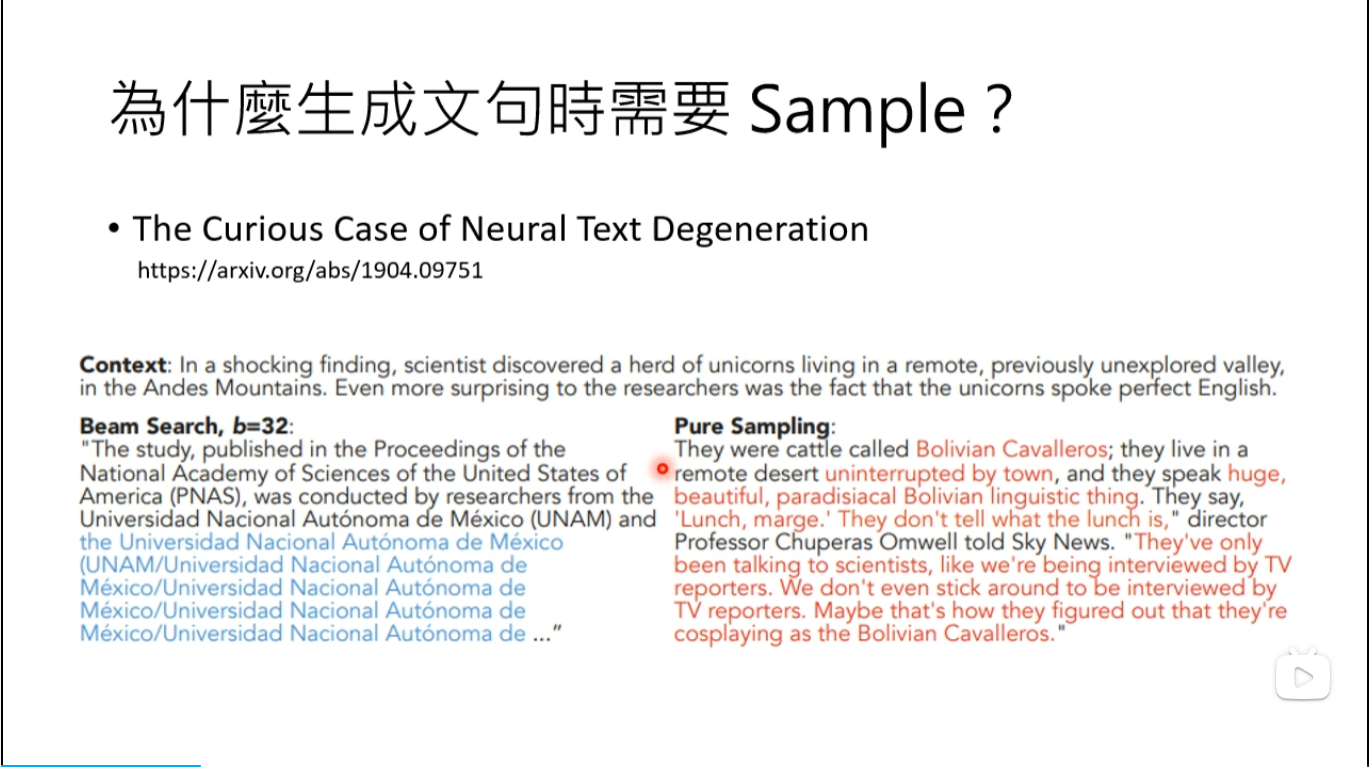 為什麼生成文句時需要 Sample？
• The Curious Case of Neural Text Degeneration
https://arxiv.org/abs/1904.09751
Context: In a shocking finding, scientist discovered a herd of unicorns living in a remote, previously unexplored valley,
in the Andes Mountains. Even more surprising to the researchers was the fact that the unicorns spoke perfect English.
Beam Search, b=32:
"The study, published in the Proceedings of the
National Academy of Sciences of the United States of
America (PNAS), was conducted by researchers from the
Universidad Nacional Autónoma de México (UNAM) and
the Universidad Nacional Autónoma de México
(UNAM/Universidad Nacional Autónoma de
México/Universidad Nacional Autónoma de
México/Universidad Nacional Autónoma de
México/Universidad Nacional Autónoma de ..."
Pure Sampling:
They were cattle called Bolivian Cavalleros; they live in a
remote desert uninterrupted by town, and they speak huge,
beautiful, paradisiacal Bolivian linguistic thing. They say,
'Lunch, marge.' They don't tell what the lunch is," director
Professor Chuperas Omwell told Sky News. "They've only
been talking to scientists, like we're being interviewed by TV
reporters. We don't even stick around to be interviewed by
TV reporters. Maybe that's how they figured out that they're
cosplaying as the Bolivian Cavalleros."